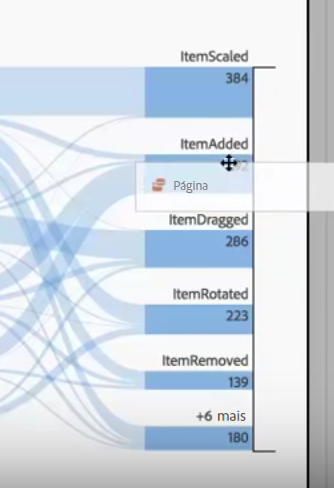 ItemScaled
384
ItemAdded
Página
ItemDragged
286
ItemRotated
223
ItemRemoved
139
+6 mais
180